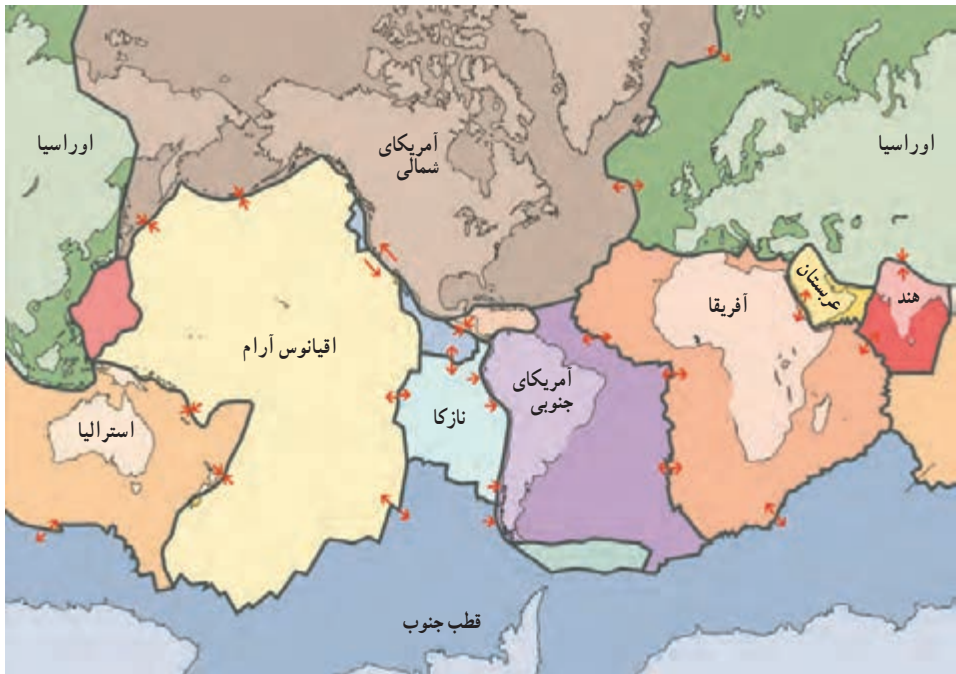 اوراسیا
آمریکای
شمالی
اوراسیا
عربستان
هند
آفریقا
اقیانوس آرام
آمریکای
جنوبی
نازکا
استرالیا
قطب جنوب